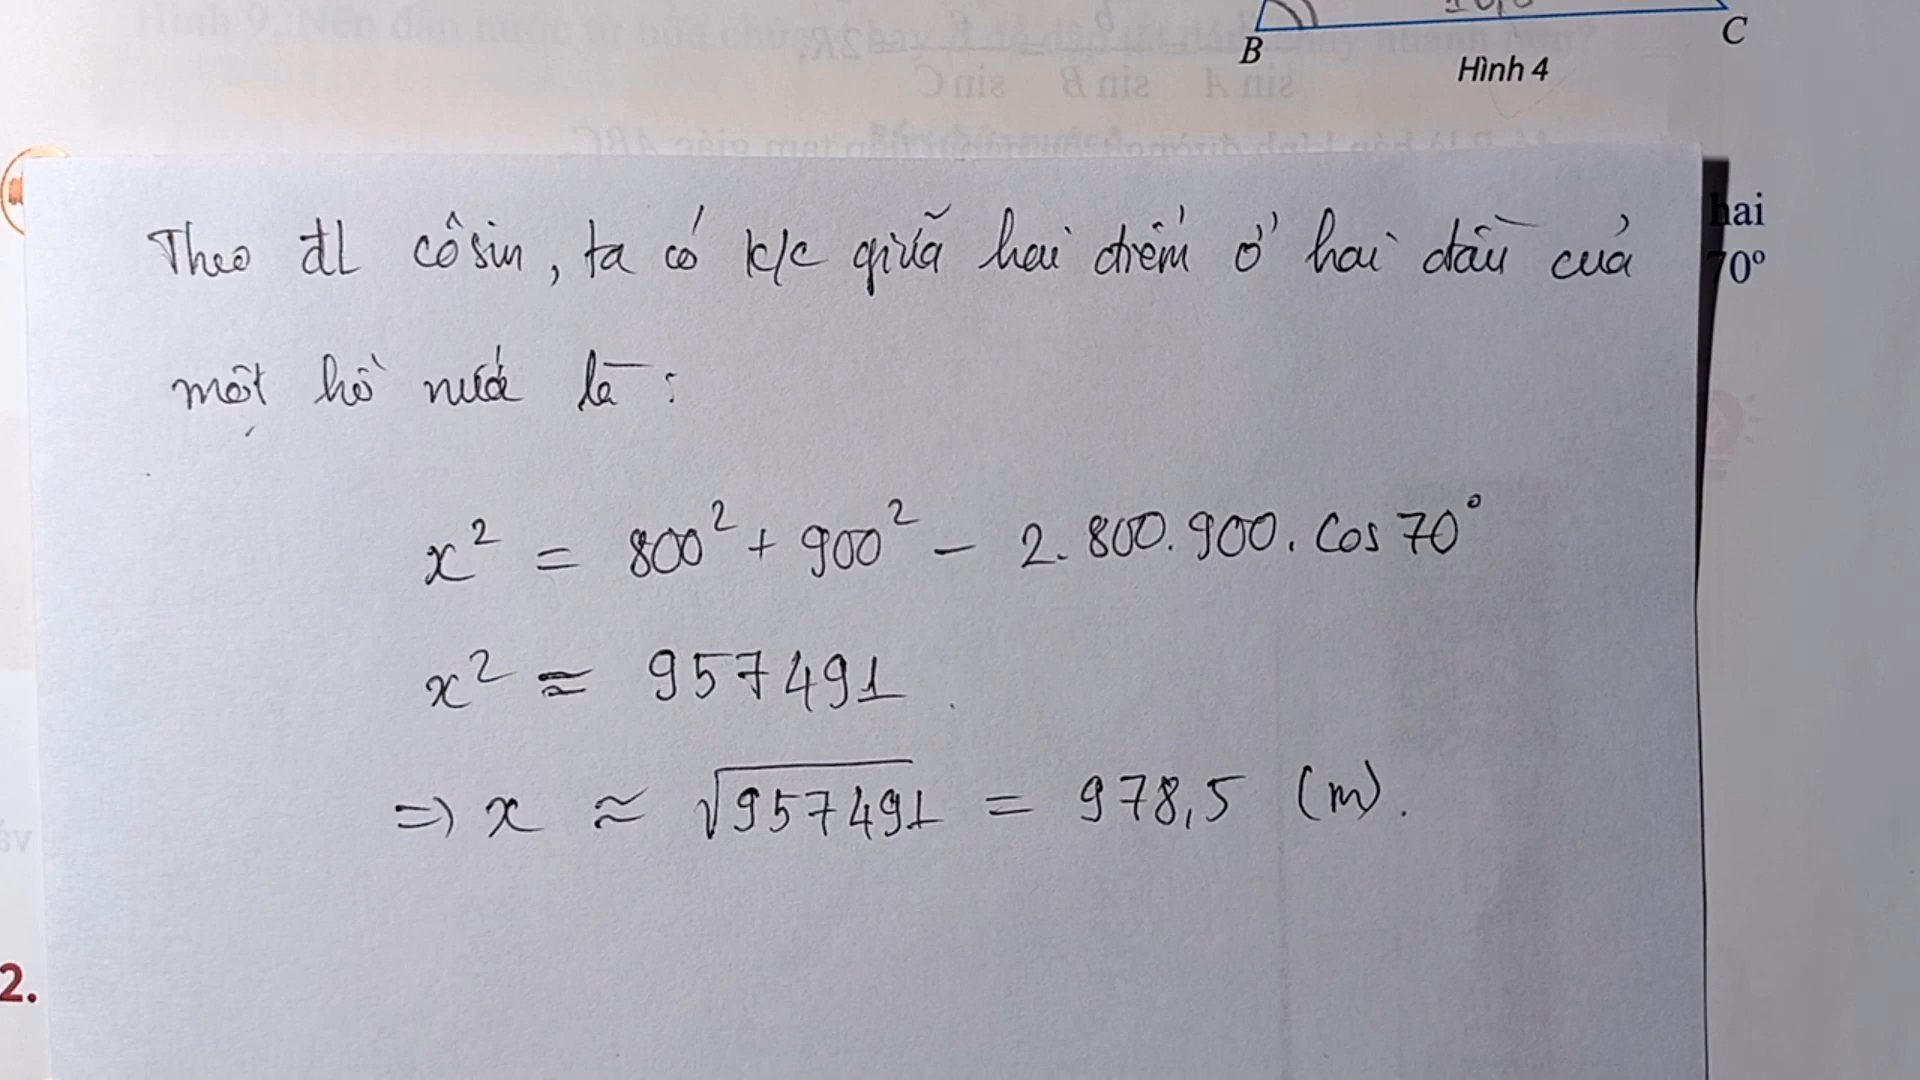 B
C
Hình 4
hai
70°
Theo đL côsin, ta có k/c giữa hai điểm ở hai đầu của
một hồ nước là:
x² = 800² + 900² - 2.800.900. Cos 70°
x² ≈ 957491
=> x ≈ √957491 = 978,5 (m).
2.